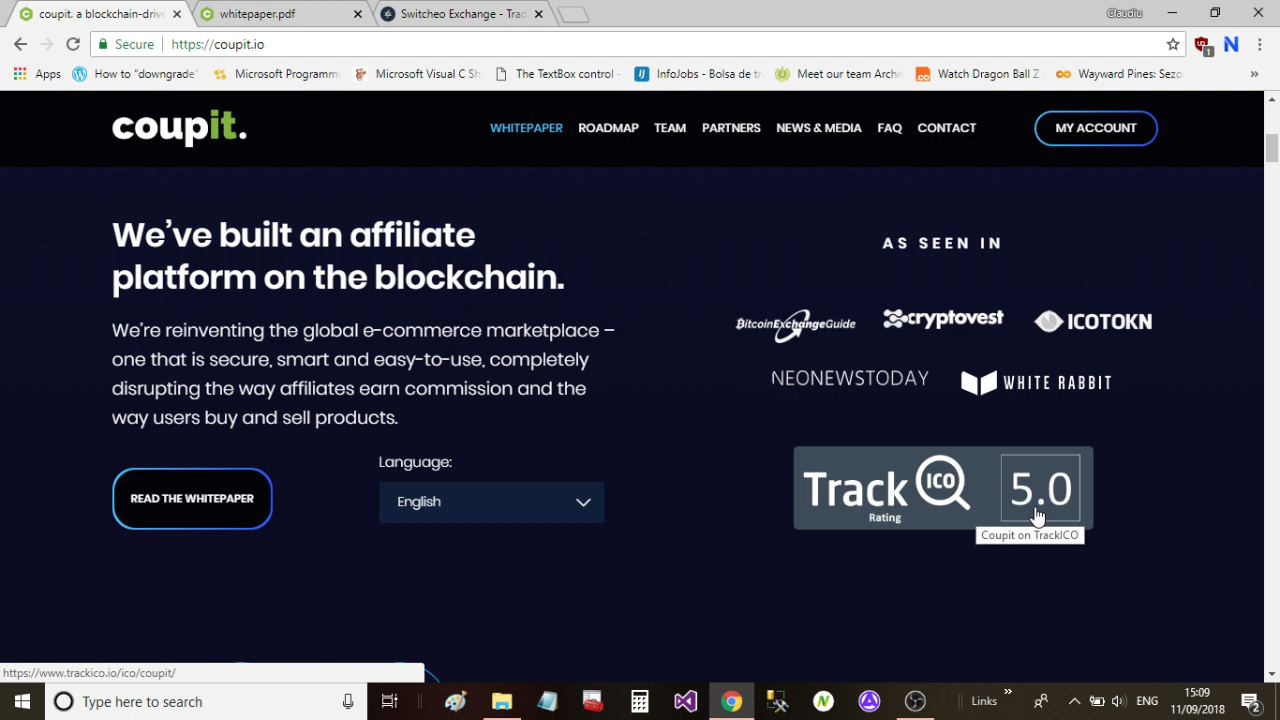 coupit. a blockchain-drive
whitepaper.pdf
Switcheo Exchange - Trac
Claudiu
Secure
https://coupit.io
Apps
How to "downgrade"
Microsoft Programmi
Microsoft Visual C Sh
The TextBox control -
InfoJobs - Bolsa de tr
Meet our team Archi
Watch Dragon Ball Z
Wayward Pines: Sezo
coupit.
WHITEPAPER
ROADMAP
TEAM
PARTNERS
NEWS & MEDIA
FAQ
CONTACT
MY ACCOUNT
We've built an affiliate
platform on the blockchain.
We're reinventing the global e-commerce marketplace –
one that is secure, smart and easy-to-use, completely
disrupting the way affiliates earn commission and the
way users buy and sell products.
READ THE WHITEPAPER
Language:
English
AS SEEN IN
BitcoinExchangeGuide
cryptovest
ICOTOKN
NEONEWSTODAY
WHITE RABBIT
Track ICO
Rating
5.0
Coupit on TrackICO
https://www.trackico.io/ico/coupit/
Type here to search
Links
ENG
15:09
11/09/2018
2